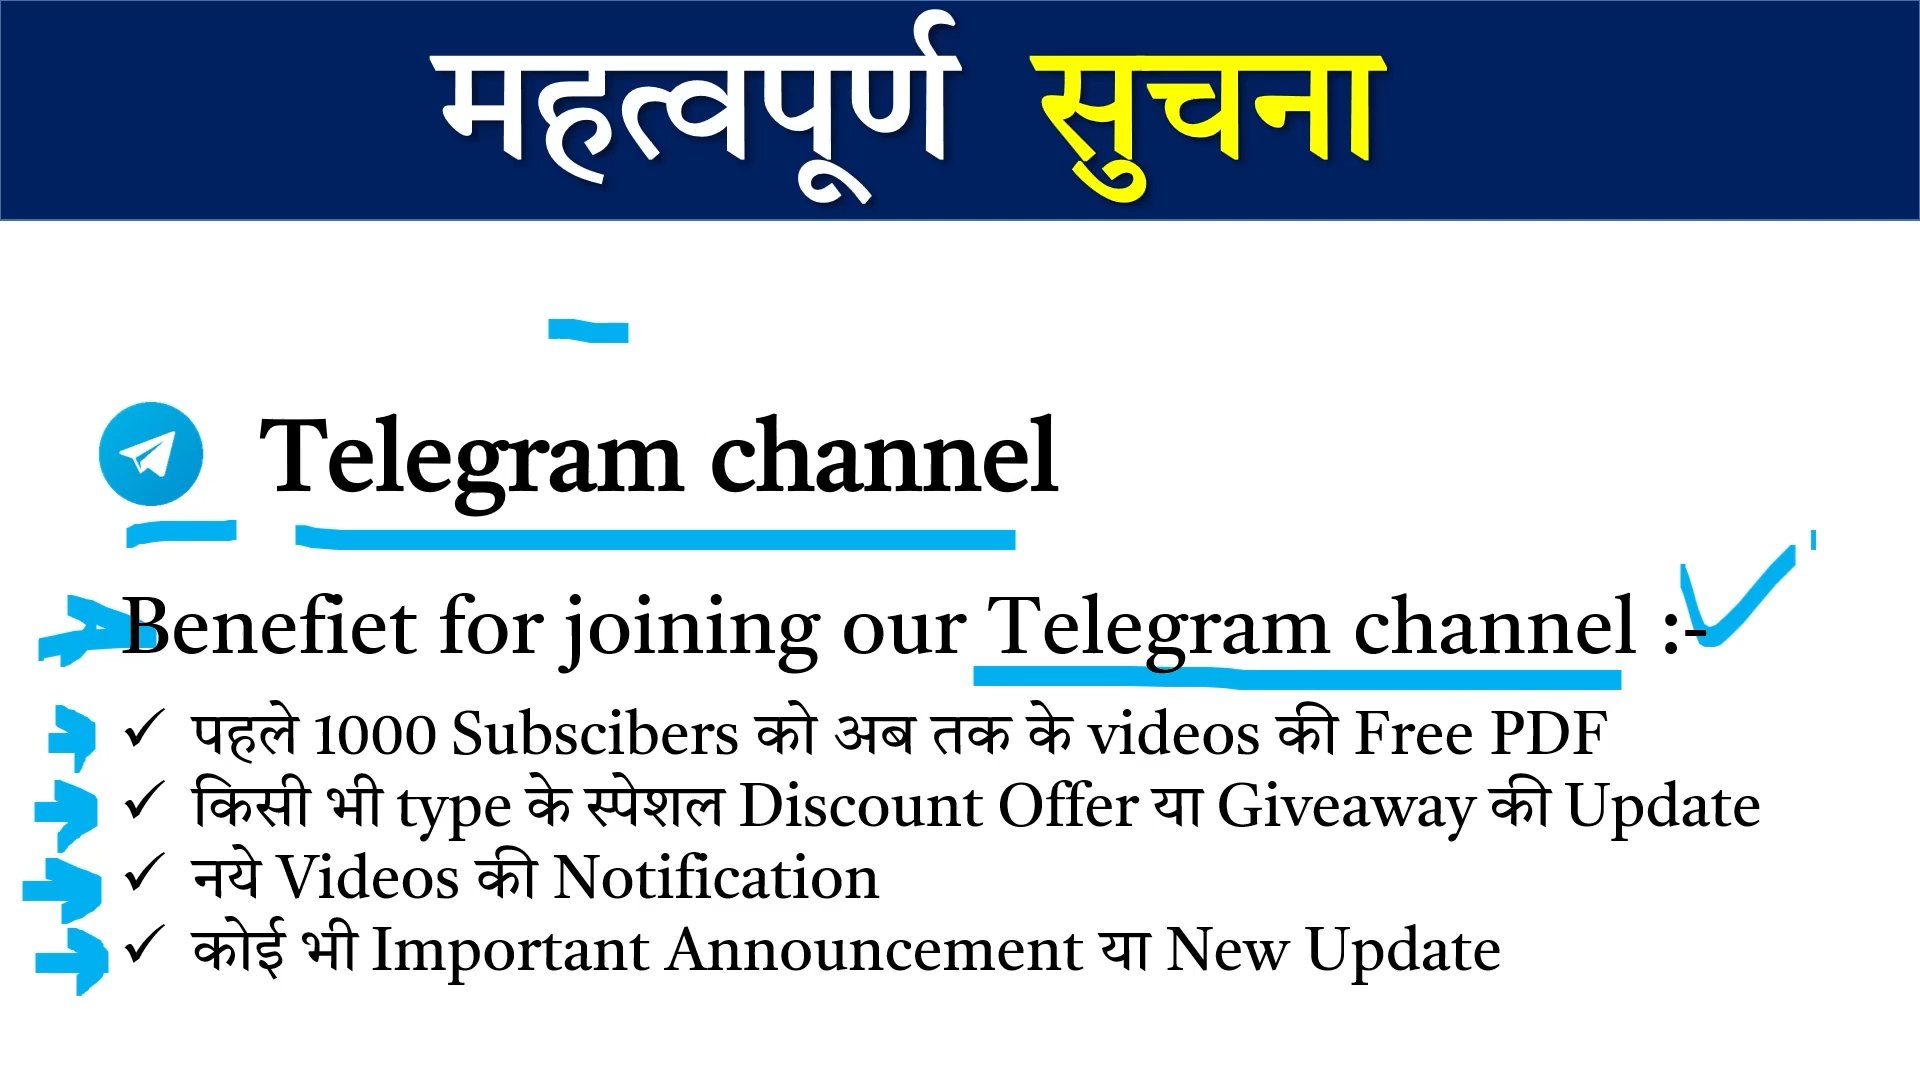 महत्वपूर्ण सुचना
Telegram channel
Benefiet for joining our Telegram channel :-
✓ पहले 1000 Subscibers को अब तक के videos की Free PDF
✓ किसी भी type के स्पेशल Discount Offer या Giveaway की Update
✓ नये Videos की Notification
✓ कोई भी Important Announcement या New Update